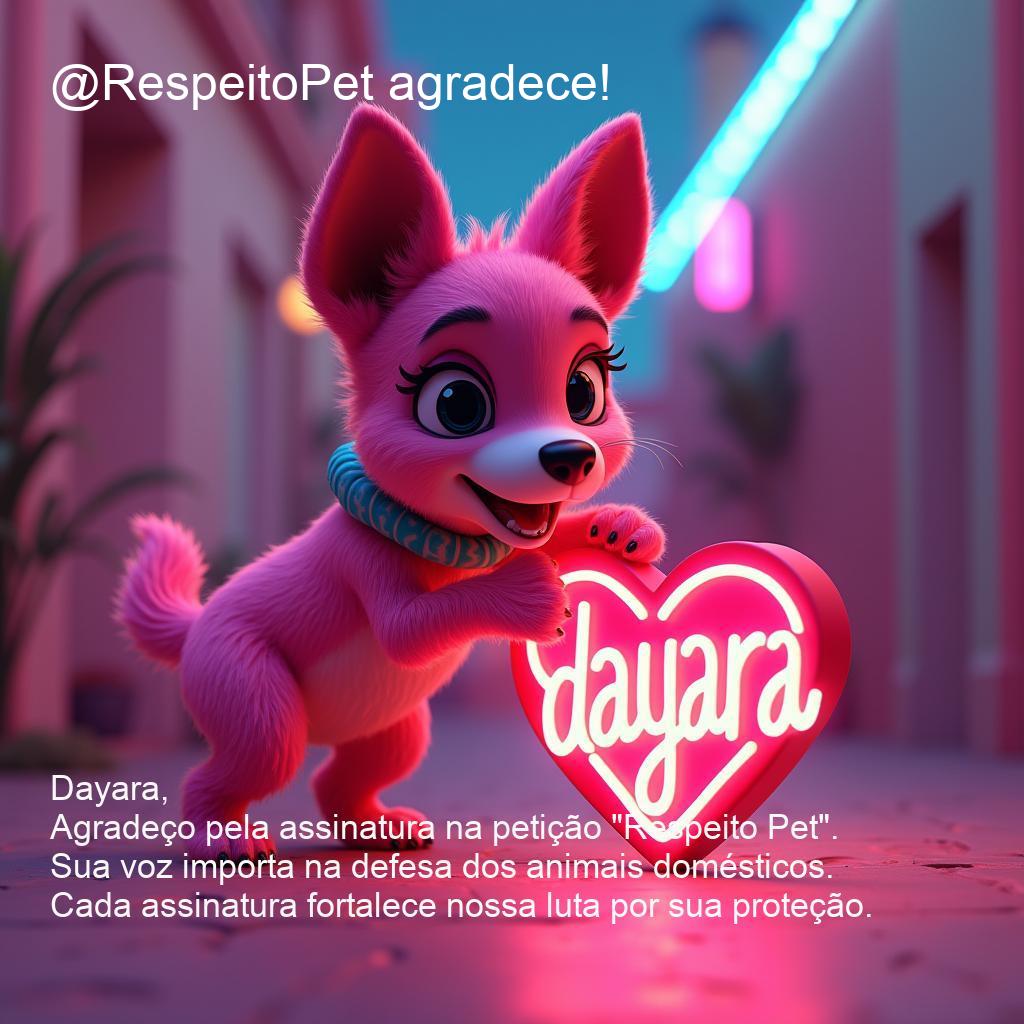 @RespeitoPet agradece!
dayara
Dayara,
Agradeço pela assinatura na petição "Respeito Pet".
Sua voz importa na defesa dos animais domésticos.
Cada assinatura fortalece nossa luta por sua proteção.